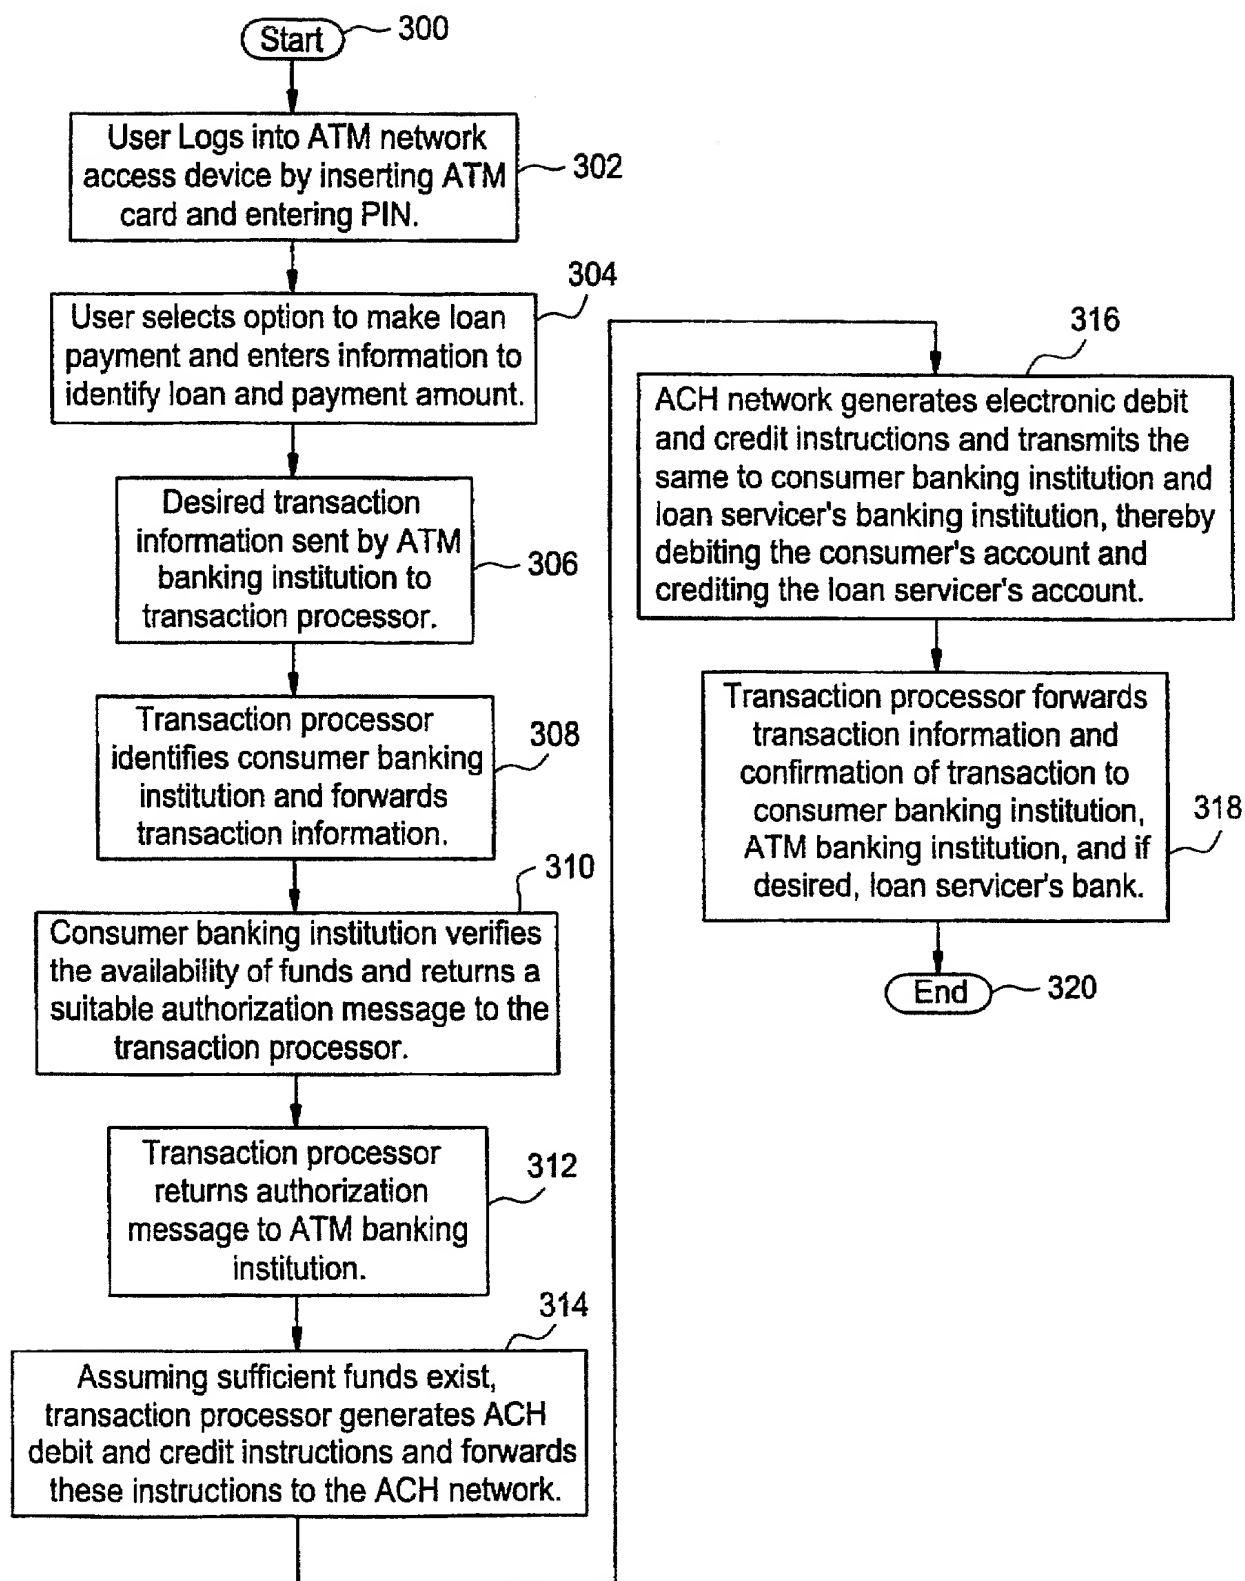 Start
300
User Logs into ATM network
access device by inserting ATM
card and entering PIN.
302
304
User selects option to make loan
payment and enters information to
identify loan and payment amount.
Desired transaction
information sent by ATM
banking institution to
transaction processor.
306
Transaction processor
identifies consumer banking
institution and forwards
transaction information.
308
310
Consumer banking institution verifies
the availability of funds and returns a
suitable authorization message to the
transaction processor.
Transaction processor
returns authorization
message to ATM banking
institution.
312
314
Assuming sufficient funds exist,
transaction processor generates ACH
debit and credit instructions and forwards
these instructions to the ACH network.
316
ACH network generates electronic debit
and credit instructions and transmits the
same to consumer banking institution and
loan servicer's banking institution, thereby
debiting the consumer's account and
crediting the loan servicer's account.
Transaction processor forwards
transaction information and
confirmation of transaction to
consumer banking institution,
ATM banking institution, and if
desired, loan servicer's bank.
318
End
320